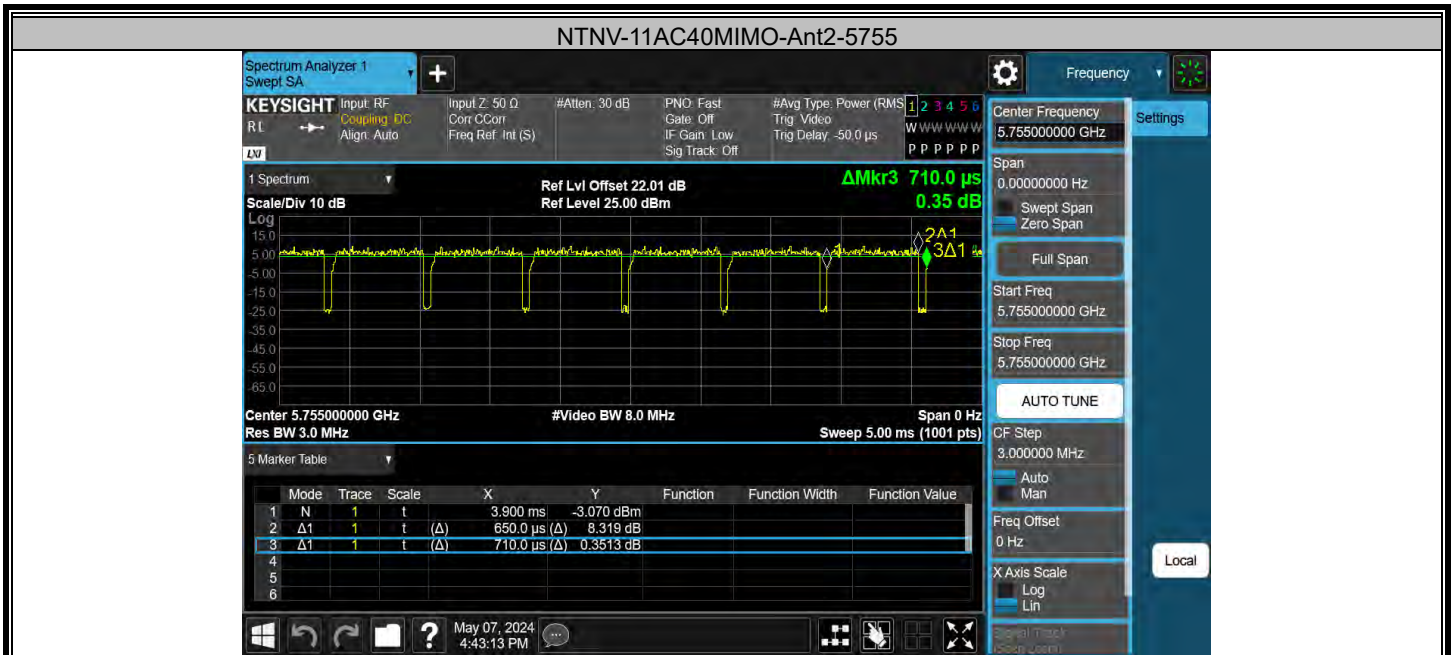 NTNV-11AC40MIMO-Ant2-5755
Spectrum Analyzer 1
Swept SA
+
Frequency
KEYSIGHT
RL
LXI
Input: RF
Coupling: DC
Align: Auto
Input Z: 50 Ω
Corr CCorr
Freq Ref: Int (S)
#Atten: 30 dB
PNO: Fast
Gate: Off
IF Gain: Low
Sig Track: Off
#Avg Type: Power (RMS
Trig: Video
Trig Delay: -50.0 µs
1 2 3 4 5 6
W W W W W W
P P P P P P
1 Spectrum
Scale/Div 10 dB
Ref Lvl Offset 22.01 dB
Ref Level 25.00 dBm
ΔMkr3 710.0 µs
0.35 dB
Log
15.0
5.00
-5.00
-15.0
-25.0
-35.0
-45.0
-55.0
-65.0
2Δ1
1
3Δ1
Center 5.755000000 GHz
Res BW 3.0 MHz
#Video BW 8.0 MHz
Span 0 Hz
Sweep 5.00 ms (1001 pts)
5 Marker Table
Mode Trace Scale X Y Function Function Width Function Value
1 N 1 t 3.900 ms -3.070 dBm
2 Δ1 1 t (Δ) 650.0 µs (Δ) 8.319 dB
3 Δ1 1 t (Δ) 710.0 µs (Δ) 0.3513 dB
4
5
6
?
May 07, 2024
4:43:13 PM
Center Frequency
5.755000000 GHz
Settings
Span
0.00000000 Hz
Swept Span
Zero Span
Full Span
Start Freq
5.755000000 GHz
Stop Freq
5.755000000 GHz
AUTO TUNE
CF Step
3.000000 MHz
Auto
Man
Freq Offset
0 Hz
X Axis Scale
Log
Lin
Local
Signal Track
(Span Zoom)